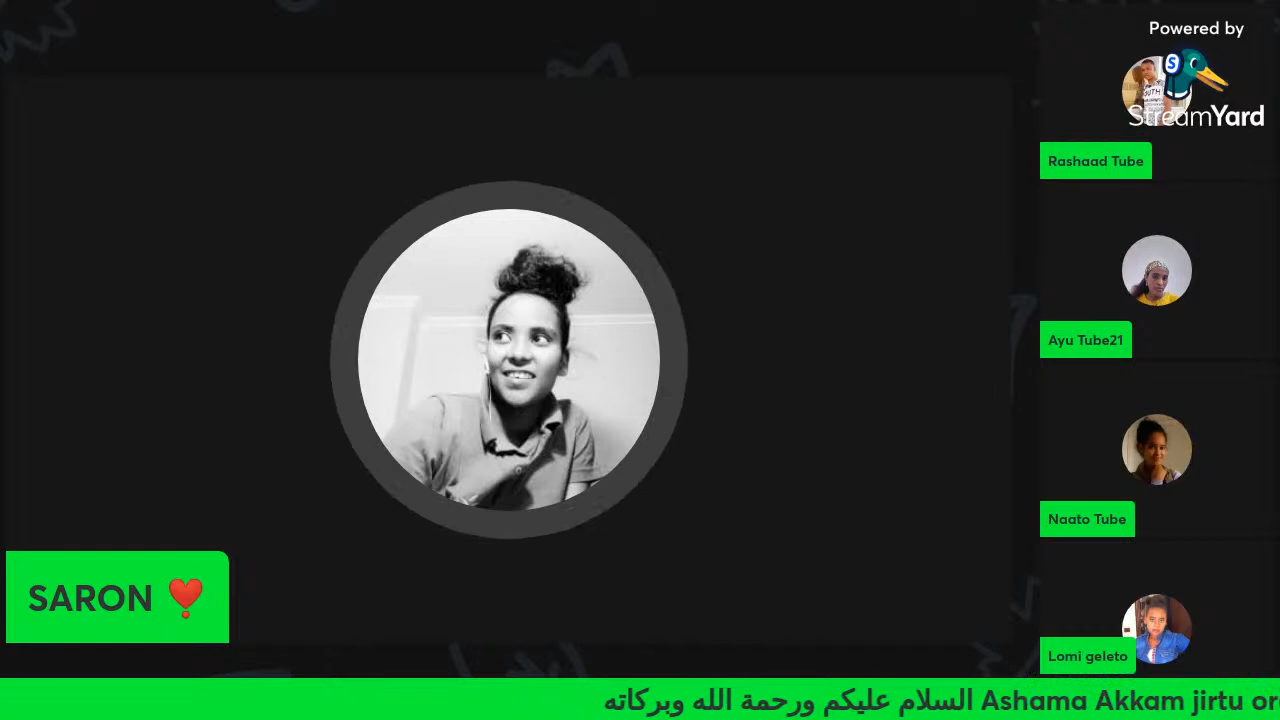 Powered by
StreamYard
Rashaad Tube
Ayu Tube21
Naato Tube
SARON ❣️
Lomi geleto
السلام عليكم ورحمة الله وبركاته Ashama Akkam jirtu or